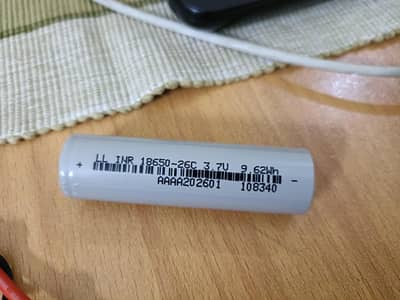 LL INR 18650-26C 3.7V 9.62Wh
+ -
AAAA202601 108340